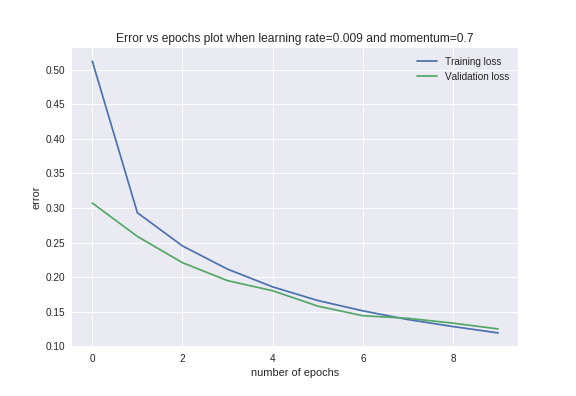 Error vs epochs plot when learning rate=0.009 and momentum=0.7
Training loss
Validation loss
0.50
0.45
0.40
0.35
0.30
0.25
0.20
0.15
0.10
error
0 2 4 6 8
number of epochs